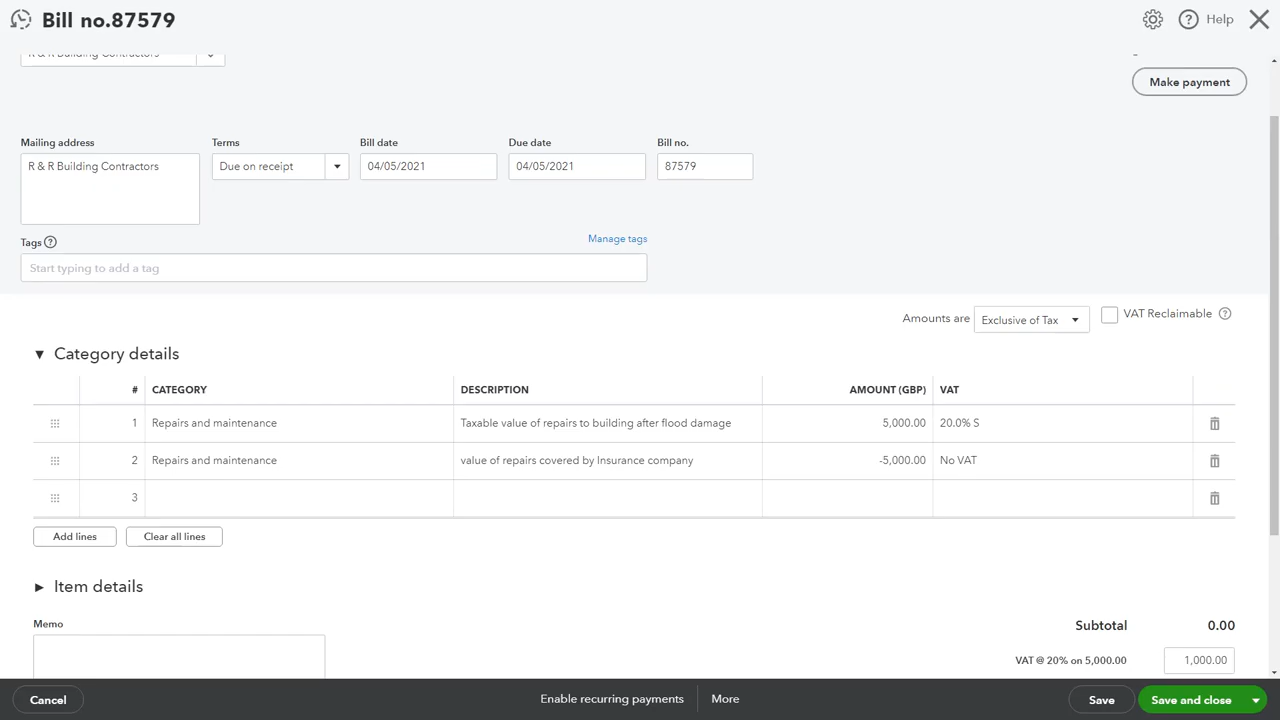 Bill no.87579
Help
R & R Building Contractors
Make payment
Mailing address
Terms
Bill date
Due date
Bill no.
R & R Building Contractors
Due on receipt
04/05/2021
04/05/2021
87579
Tags
Manage tags
Start typing to add a tag
Amounts are
Exclusive of Tax
VAT Reclaimable
Category details
# CATEGORY DESCRIPTION AMOUNT (GBP) VAT
1 Repairs and maintenance Taxable value of repairs to building after flood damage 5,000.00 20.0% S
2 Repairs and maintenance value of repairs covered by Insurance company -5,000.00 No VAT
3
Add lines
Clear all lines
Item details
Memo
Subtotal 0.00
VAT @ 20% on 5,000.00 1,000.00
Cancel
Enable recurring payments
More
Save
Save and close